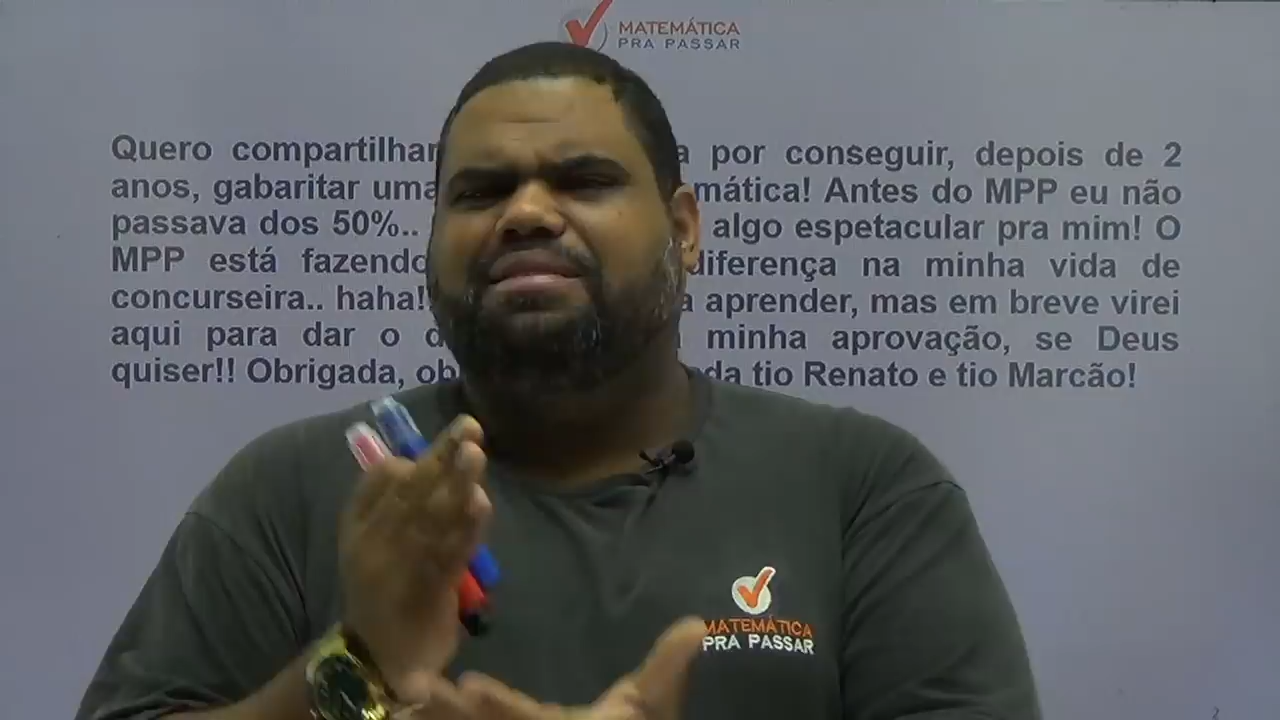 MATEMÁTICA
PRA PASSAR
Quero compartilhar a por conseguir, depois de 2
anos, gabaritar uma mática! Antes do MPP eu não
passava dos 50%.. algo espetacular pra mim! O
MPP está fazendo diferença na minha vida de
concurseira.. haha! a aprender, mas em breve virei
aqui para dar o d minha aprovação, se Deus
quiser!! Obrigada, ob da tio Renato e tio Marcão!
MATEMÁTICA
PRA PASSAR